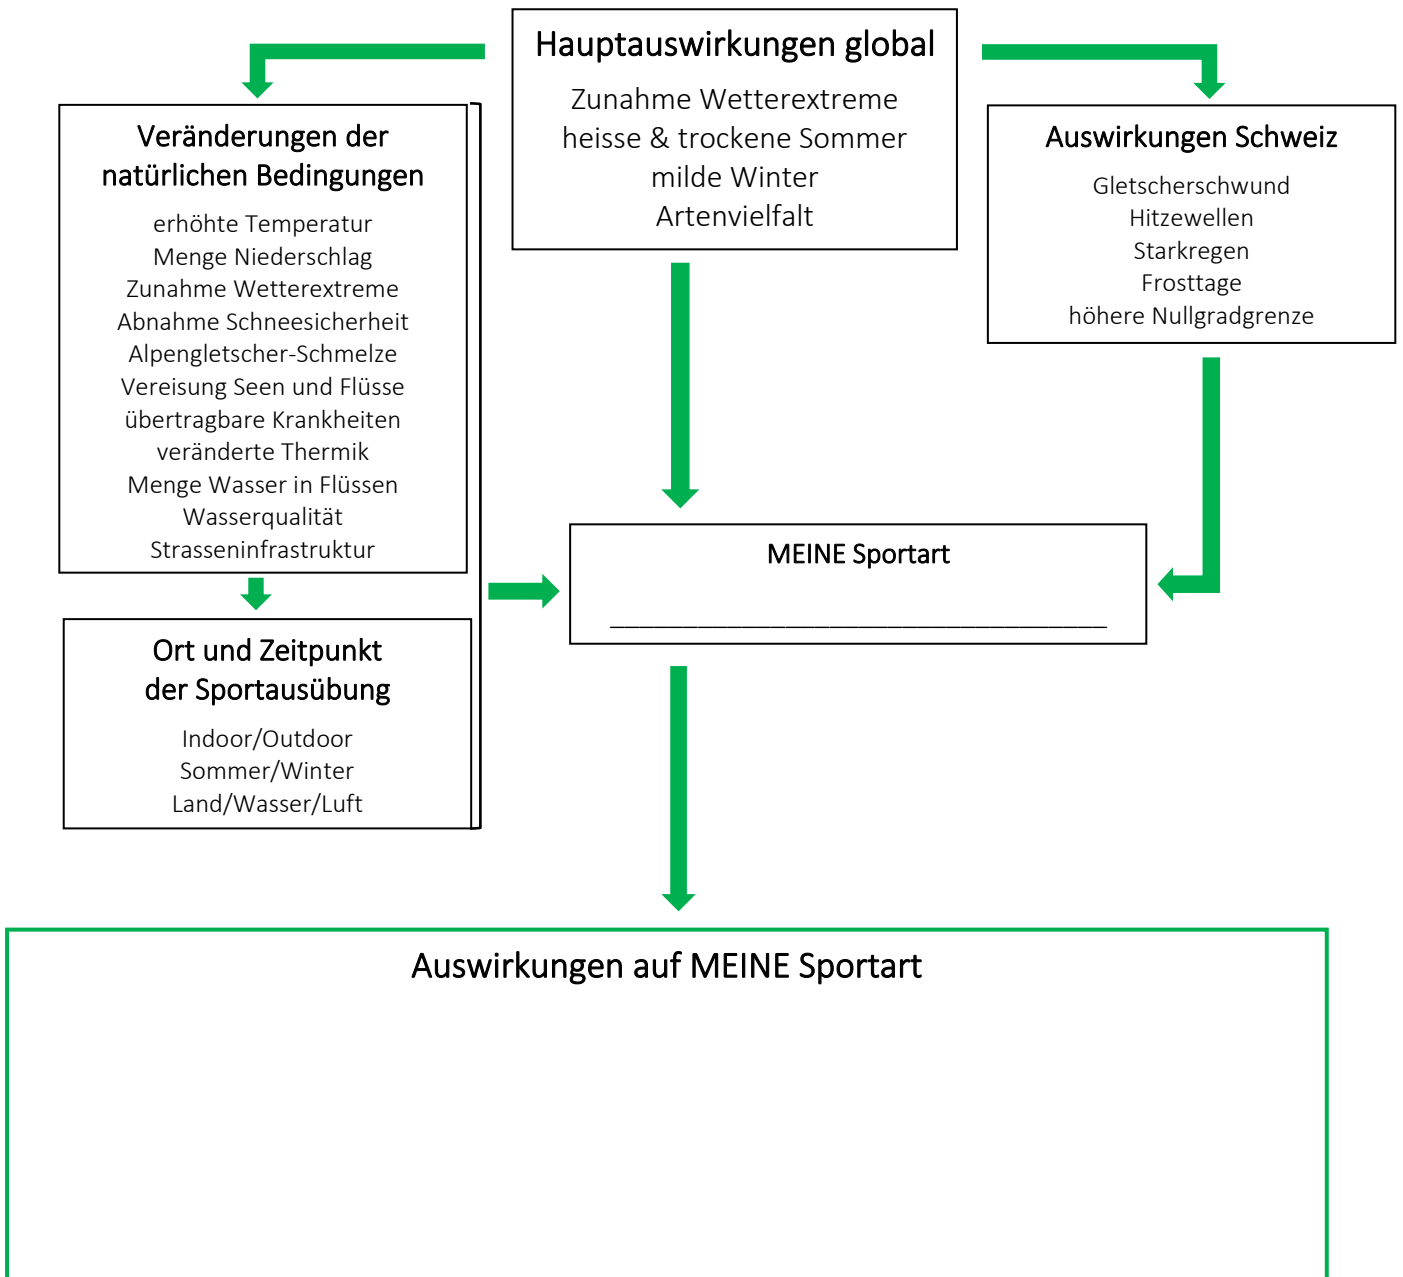 Hauptauswirkungen global
Zunahme Wetterextreme
heisse & trockene Sommer
milde Winter
Artenvielfalt
Veränderungen der
natürlichen Bedingungen
erhöhte Temperatur
Menge Niederschlag
Zunahme Wetterextreme
Abnahme Schneesicherheit
Alpengletscher-Schmelze
Vereisung Seen und Flüsse
übertragbare Krankheiten
veränderte Thermik
Menge Wasser in Flüssen
Wasserqualität
Strasseninfrastruktur
Auswirkungen Schweiz
Gletscherschwund
Hitzewellen
Starkregen
Frosttage
höhere Nullgradgrenze
MEINE Sportart
__________________________________
Ort und Zeitpunkt
der Sportausübung
Indoor/Outdoor
Sommer/Winter
Land/Wasser/Luft
Auswirkungen auf MEINE Sportart